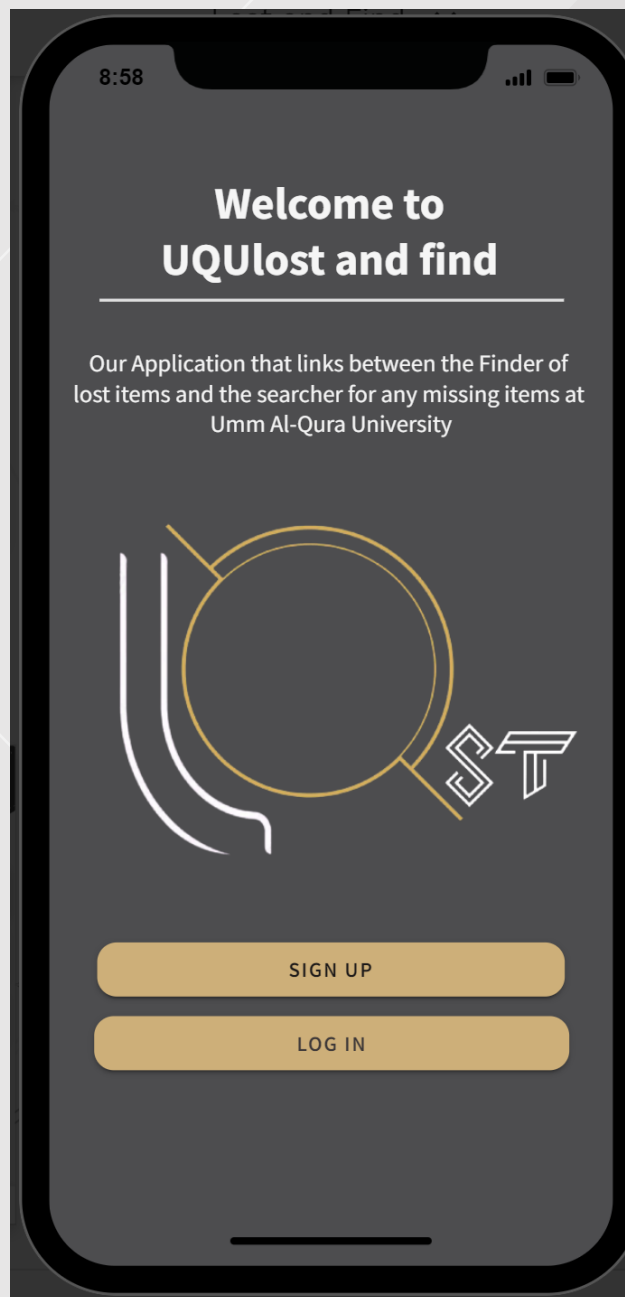 8:58
Welcome to
UQUlost and find
Our Application that links between the Finder of
lost items and the searcher for any missing items at
Umm Al-Qura University
ST
SIGN UP
LOG IN